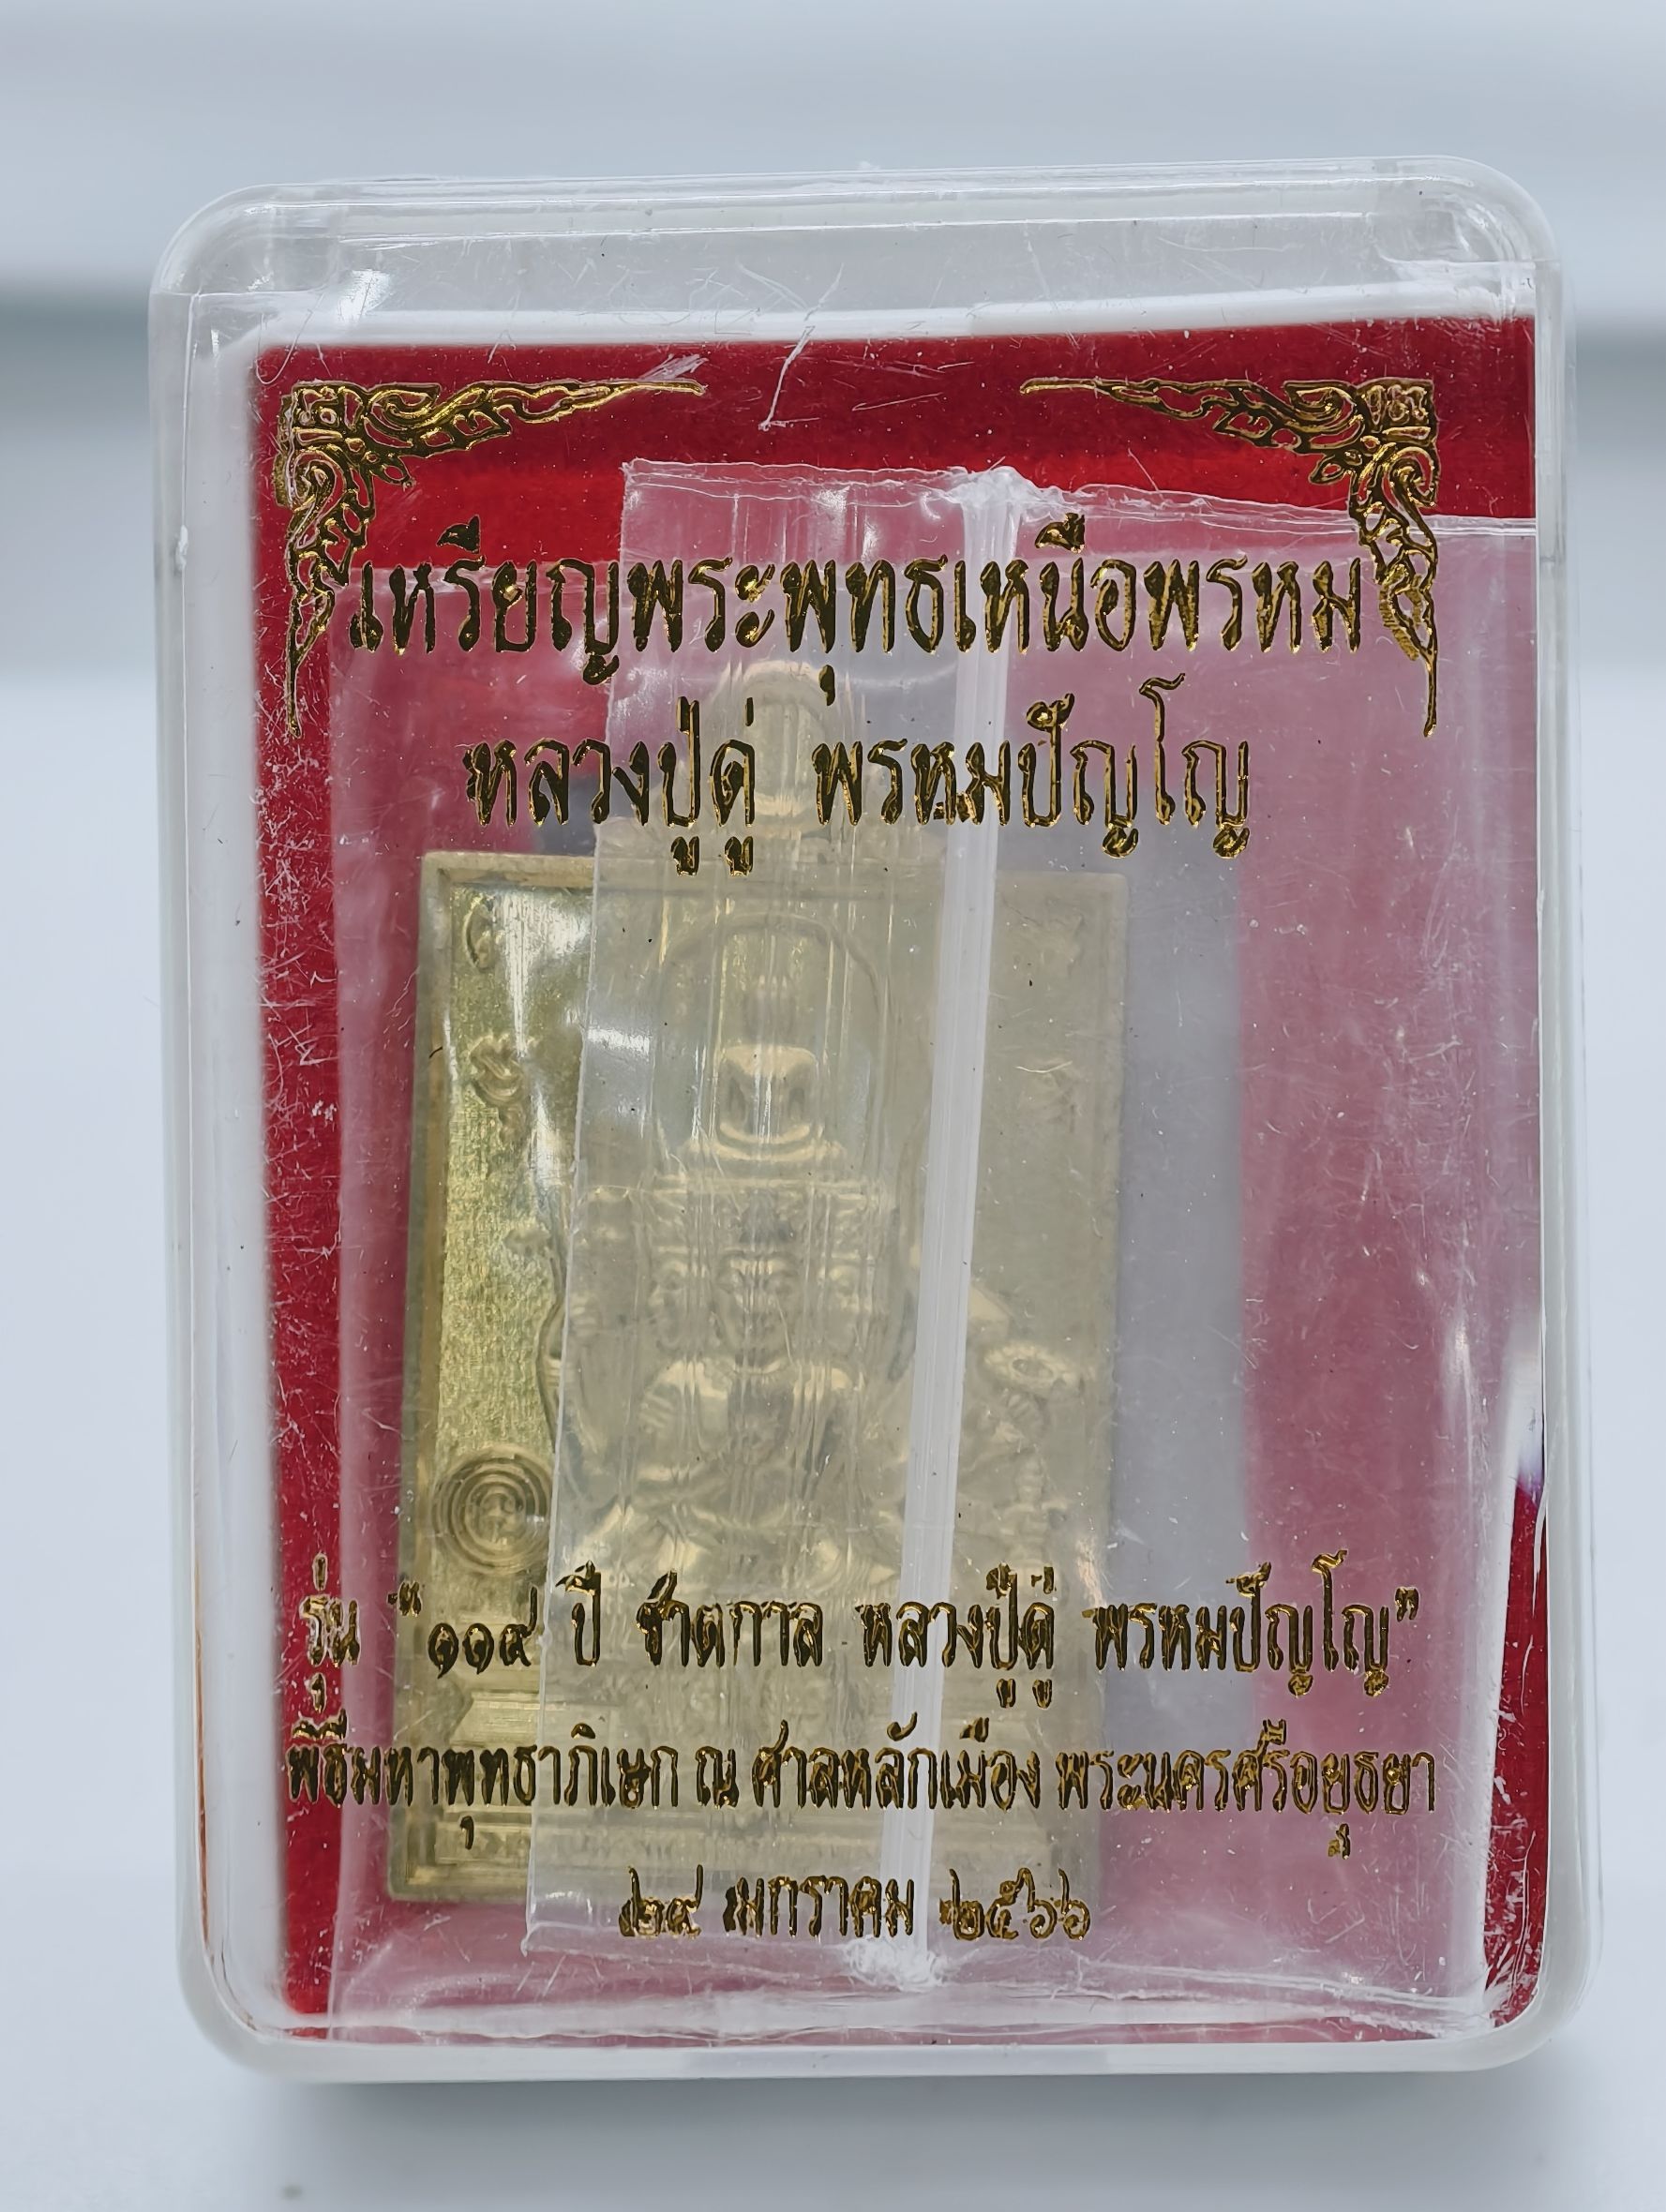 เหรียญพระพุทธเหนือพรหม
หลวงปู่ดู่ พรหมปัญโญ
รุ่น “๑๑๙ ปี ชาตกาล หลวงปู่ดู่ พรหมปัญโญ”
พิธีมหาพุทธาภิเษก ณ ศาลหลักเมือง พระนครศรีอยุธยา
๒๙ มกราคม ๒๕๖๖